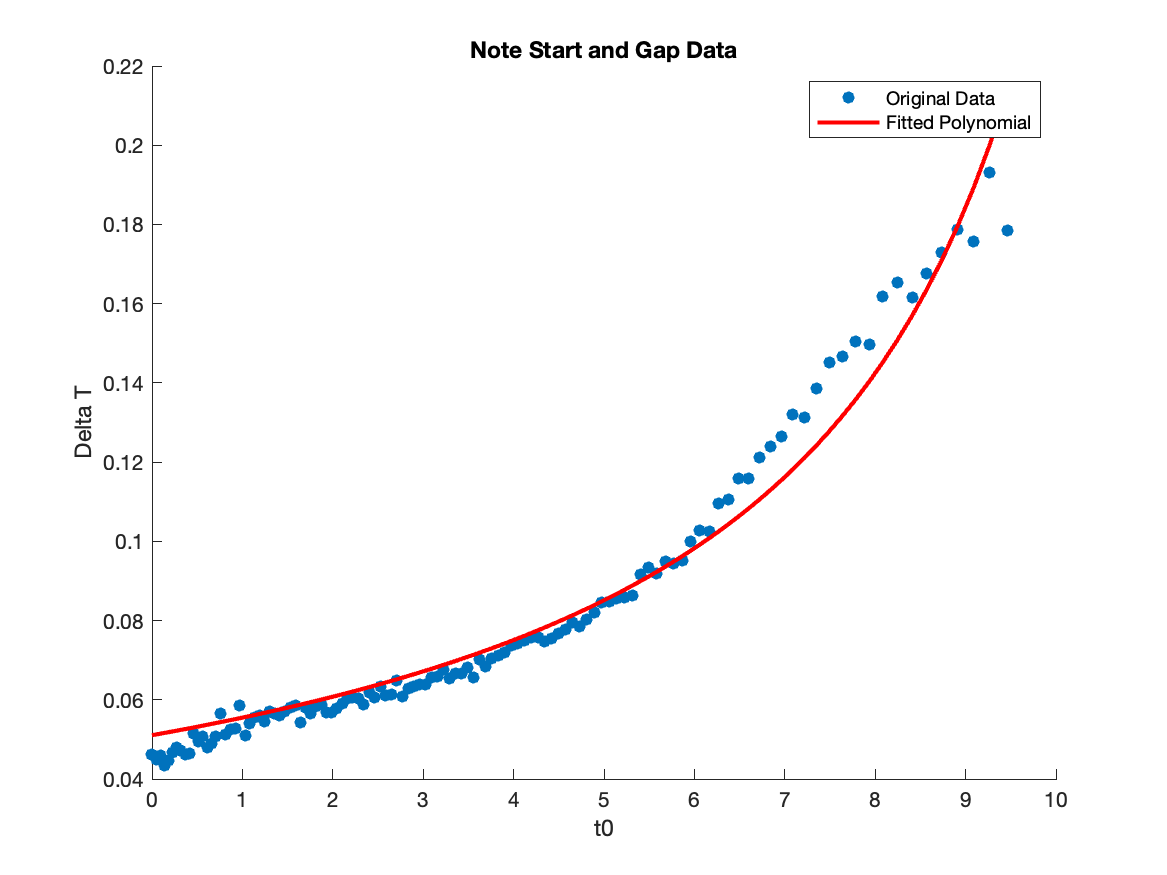 Note Start and Gap Data
Original Data
Fitted Polynomial
0.22
0.2
0.18
0.16
0.14
0.12
0.1
0.08
0.06
0.04
Delta T
0 1 2 3 4 5 6 7 8 9 10
t0